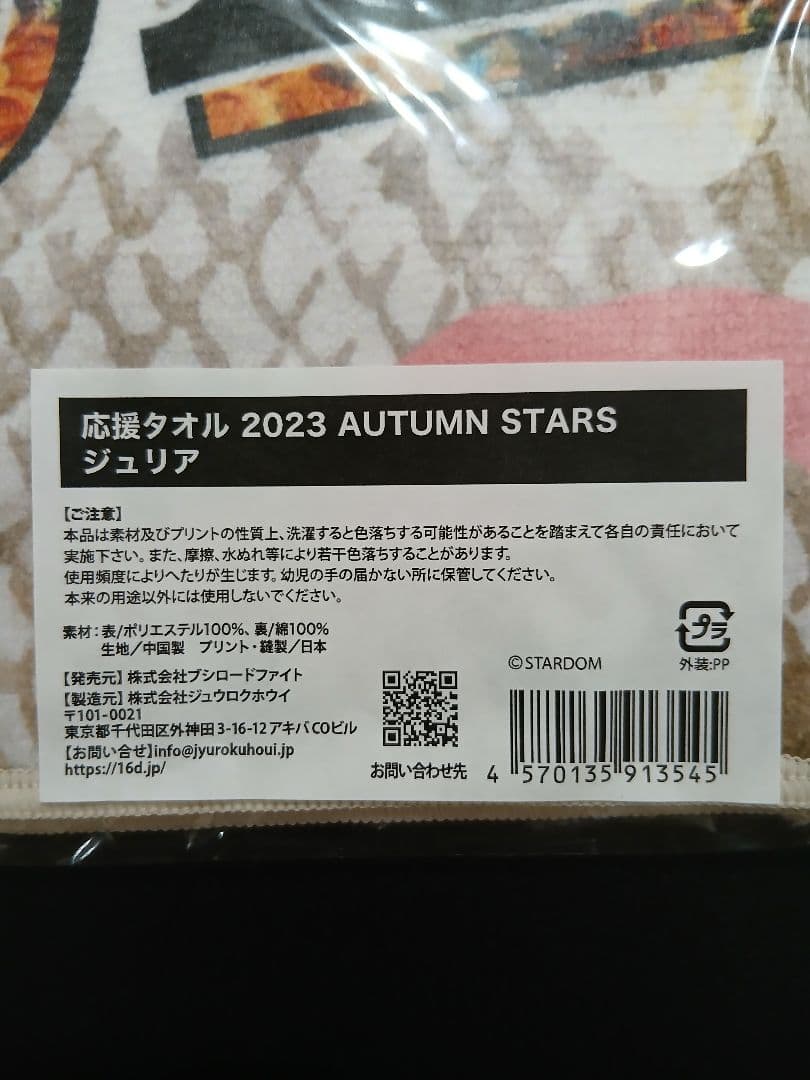 応援タオル 2023 AUTUMN STARS
ジュリア
【ご注意】
本品は素材及びプリントの性質上、洗濯すると色落ちする可能性があることを踏まえて各自の責任において
実施下さい。また、摩擦、水ぬれ等により若干色落ちすることがあります。
使用頻度によりへたりが生じます。幼児の手の届かない所に保管してください。
本来の用途以外には使用しないでください。
素材：表/ポリエステル100%、裏/綿100%
生地／中国製　プリント・縫製／日本
【発売元】株式会社ブシロードファイト
【製造元】株式会社ジュウロクホウイ
〒101-0021
東京都千代田区外神田3-16-12アキバCOビル
【お問い合せ】info@jyurokuhoui.jp
https://16d.jp/
お問い合わせ先
©STARDOM
プラ
外装:PP
4 570135 913545